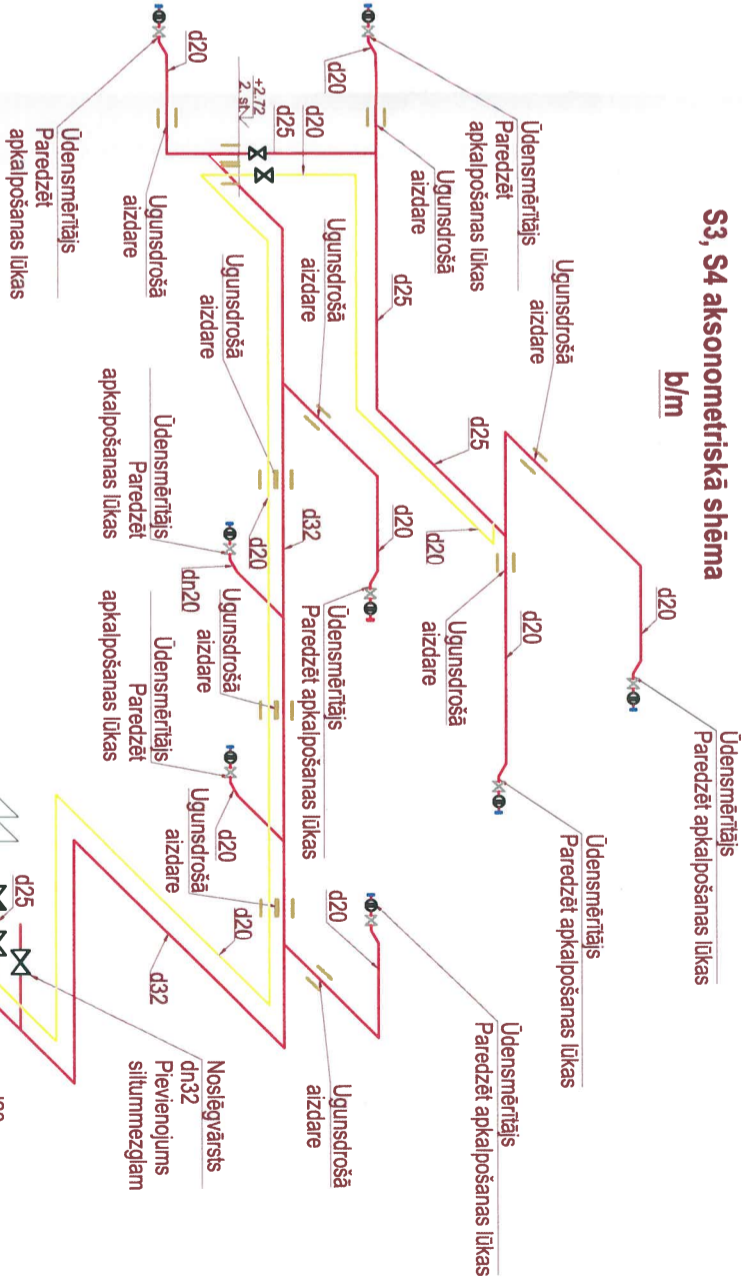 S3, S4 aksonometriskā shēma
b/m
Ūdensmērītājs
Paredzēt apkalpošanas lūkas
d20
Ugunsdrošā
aizdare
Ūdensmērītājs
Paredzēt apkalpošanas lūkas
d20
Ugunsdrošā
aizdare
d25
d20
d25
Ūdensmērītājs
Paredzēt
apkalpošanas lūkas
d20
Ugunsdrošā
aizdare
Ūdensmērītājs
Paredzēt apkalpošanas lūkas
d20
Ūdensmērītājs
Paredzēt apkalpošanas lūkas
d20
Ugunsdrošā
aizdare
Ugunsdrošā
aizdare
d20
d25
+2.72
2. st
d32
d20
Ugunsdrošā
aizdare
Ūdensmērītājs
Paredzēt
apkalpošanas lūkas
dn20
Ugunsdrošā
aizdare
Ūdensmērītājs
Paredzēt
apkalpošanas lūkas
d20
Ugunsdrošā
aizdare
d20
d32
d20
Ugunsdrošā
aizdare
Ūdensmērītājs
Paredzēt
apkalpošanas lūkas
Noslēgvārsts
dn32
Pievienojums
siltummezglam
d25